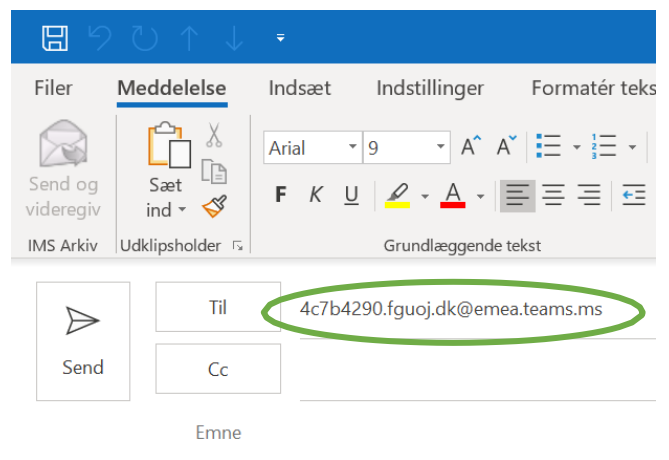 Filer Meddelelse Indsæt Indstillinger Formatér teks
Arial 9 A A
Send og
videregiv
Sæt
ind
F K U A
IMS Arkiv Udklipsholder Grundlæggende tekst
Til 4c7b4290.fguoj.dk@emea.teams.ms
Send
Cc
Emne